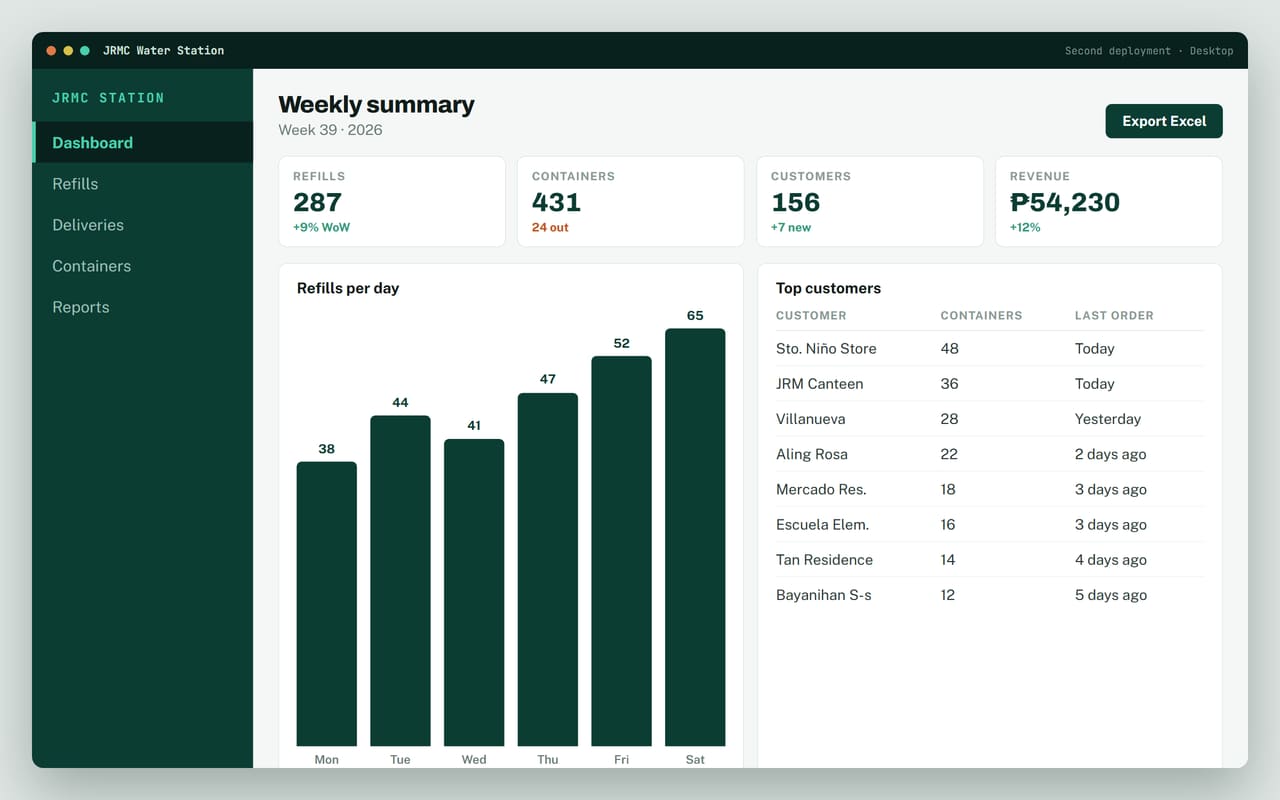 JRMC Water Station
Second deployment · Desktop
JRMC STATION
Dashboard
Refills
Deliveries
Containers
Reports
Weekly summary
Week 39 · 2026
Export Excel
REFILLS
287
+9% WoW
CONTAINERS
431
24 out
CUSTOMERS
156
+7 new
REVENUE
₱54,230
+12%
Refills per day
38
44
41
47
52
65
Mon
Tue
Wed
Thu
Fri
Sat
Top customers
CUSTOMER CONTAINERS LAST ORDER
Sto. Niño Store 48 Today
JRM Canteen 36 Today
Villanueva 28 Yesterday
Aling Rosa 22 2 days ago
Mercado Res. 18 3 days ago
Escuela Elem. 16 3 days ago
Tan Residence 14 4 days ago
Bayanihan S-s 12 5 days ago